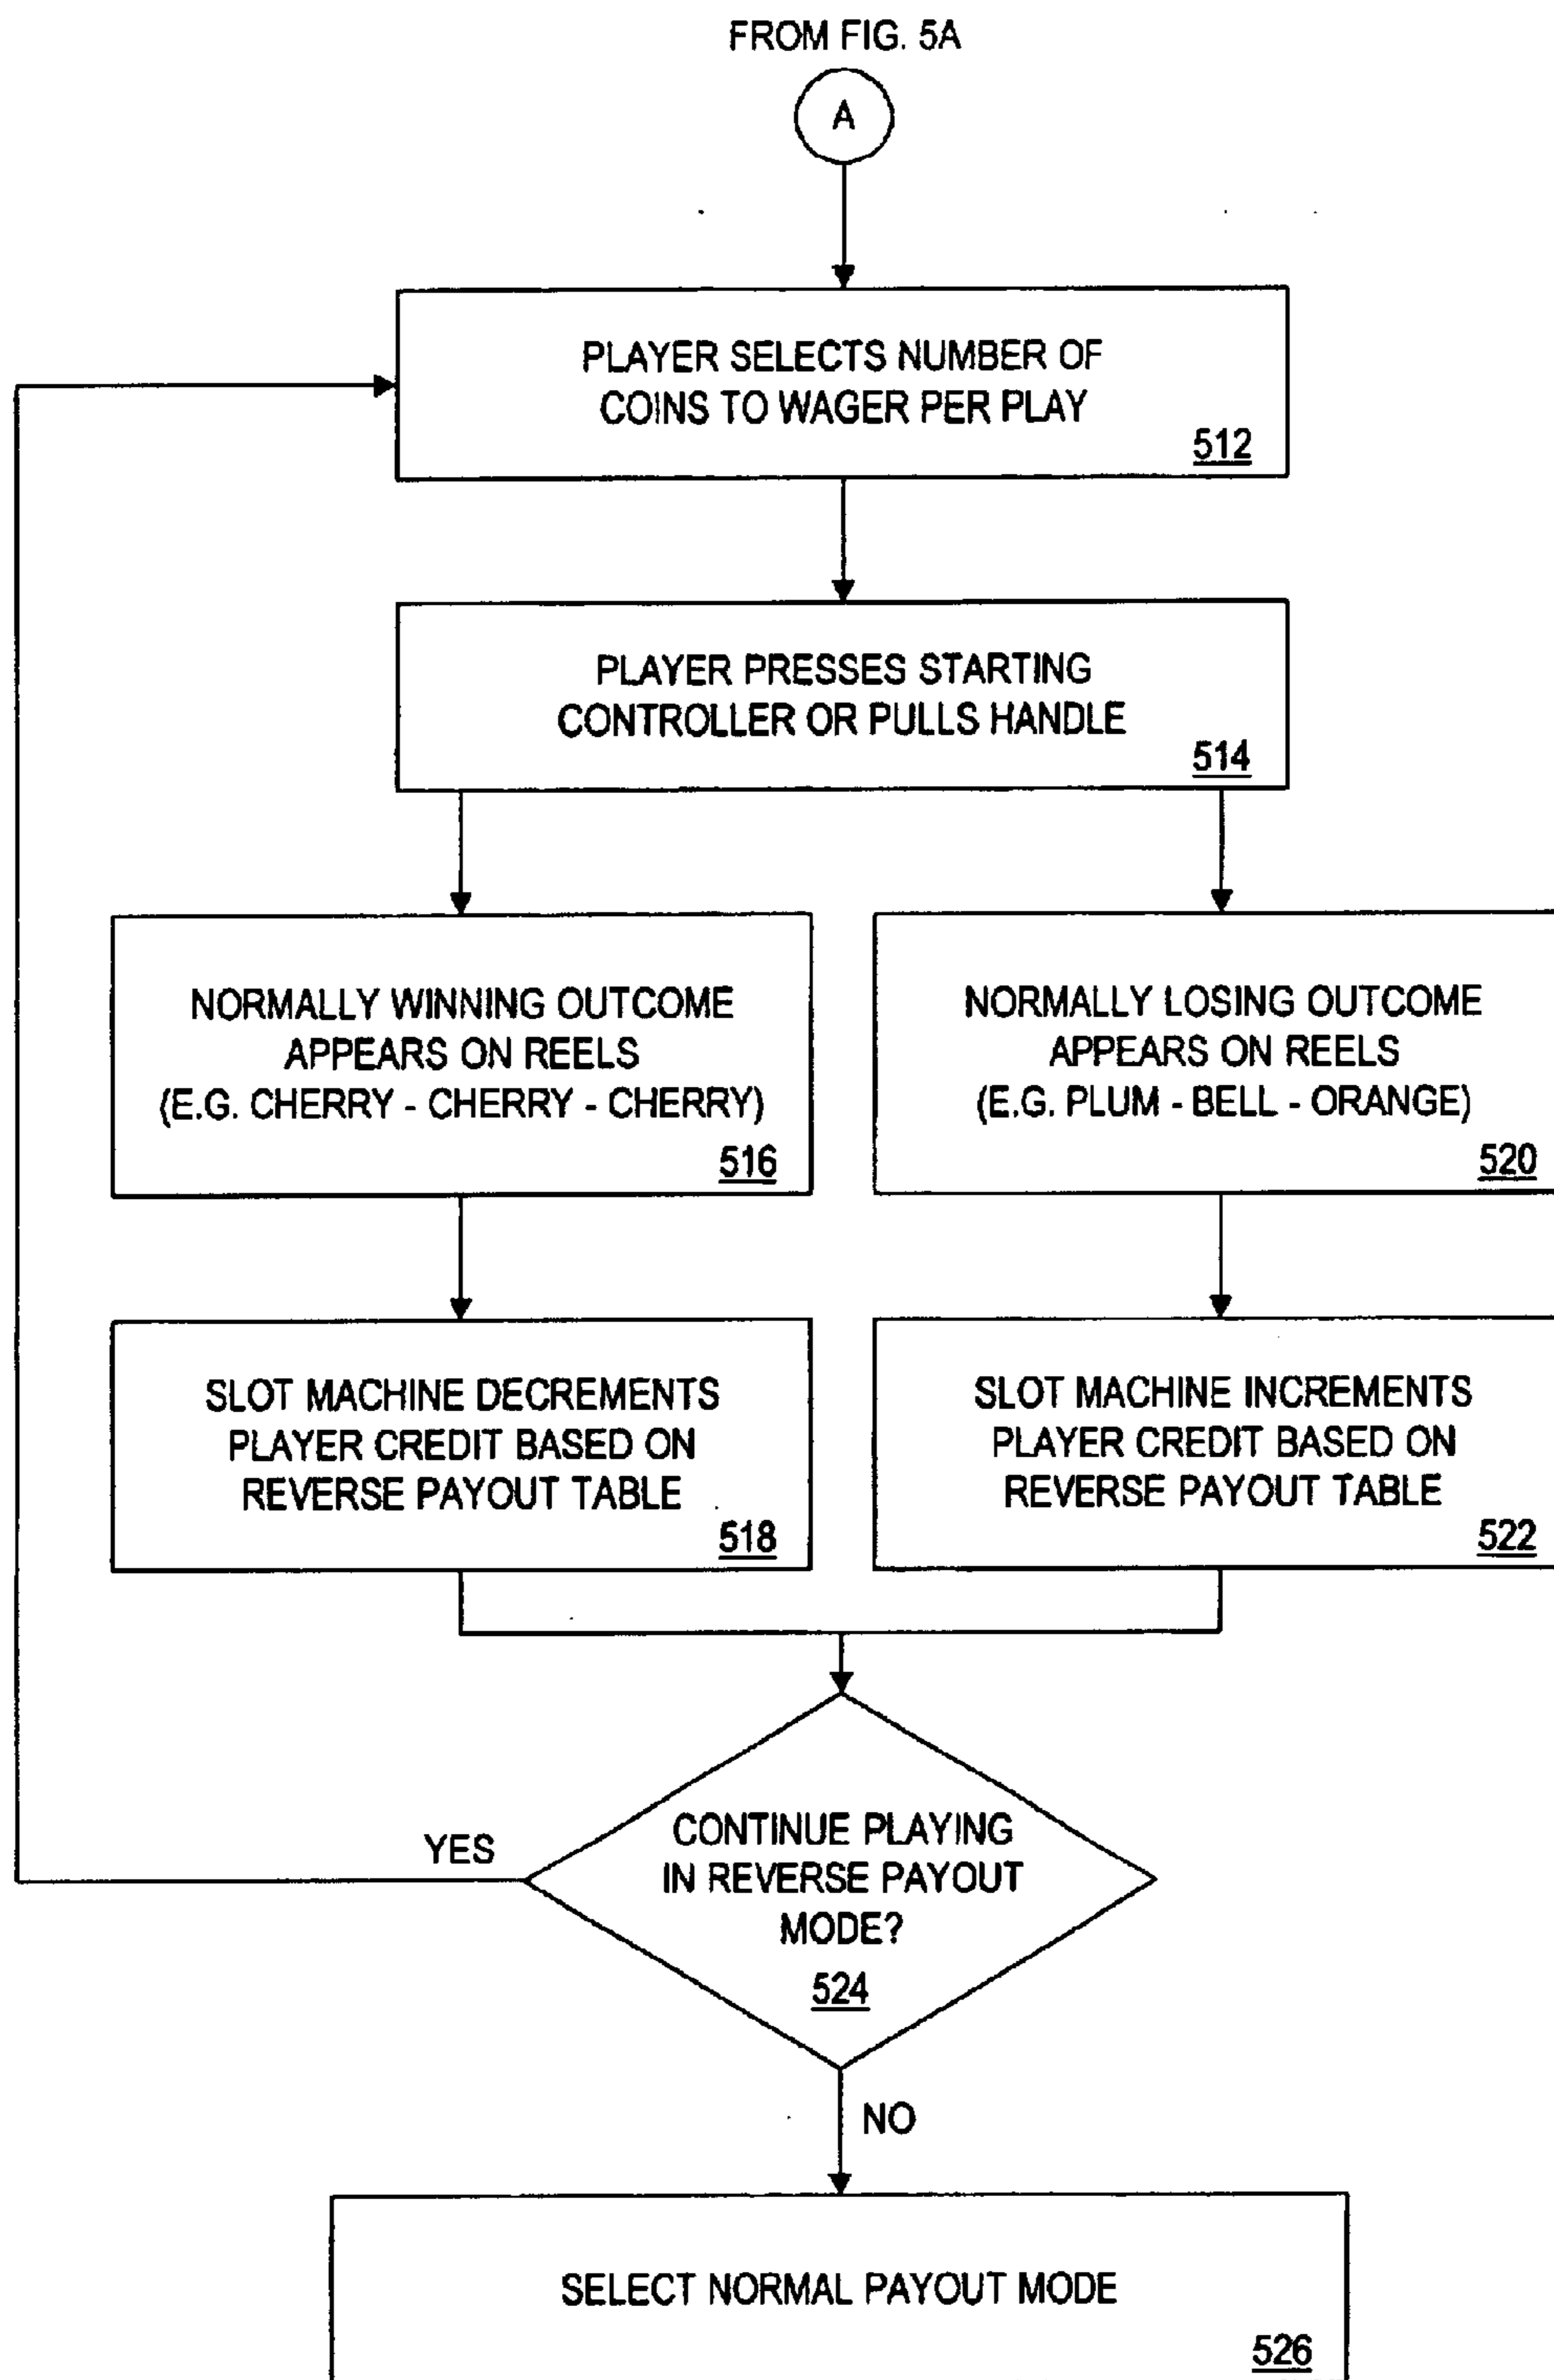 FROM FIG. 5A
A
PLAYER SELECTS NUMBER OF
COINS TO WAGER PER PLAY
512
PLAYER PRESSES STARTING
CONTROLLER OR PULLS HANDLE
514
NORMALLY WINNING OUTCOME
APPEARS ON REELS
(E.G. CHERRY - CHERRY - CHERRY)
516
NORMALLY LOSING OUTCOME
APPEARS ON REELS
(E.G. PLUM - BELL - ORANGE)
520
SLOT MACHINE DECREMENTS
PLAYER CREDIT BASED ON
REVERSE PAYOUT TABLE
518
SLOT MACHINE INCREMENTS
PLAYER CREDIT BASED ON
REVERSE PAYOUT TABLE
522
CONTINUE PLAYING
IN REVERSE PAYOUT
MODE?
524
YES
NO
SELECT NORMAL PAYOUT MODE
526